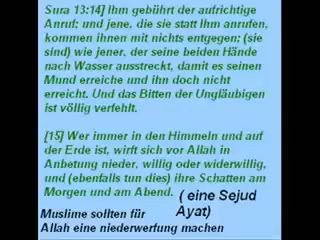 Sura 13:14] Ihm gebührt der aufrichtige
Anruf; und jene, die sie statt Ihm anrufen,
kommen ihnen mit nichts entgegen; (sie
sind) wie jener, der seine beiden Hände
nach Wasser ausstreckt, damit es seinen
Mund erreiche und ihn doch nicht
erreicht. Und das Bitten der Ungläubigen
ist völlig verfehlt.
[15] Wer immer in den Himmeln und auf
der Erde ist, wirft sich vor Allah in
Anbetung nieder, willig oder widerwillig,
und (ebenfalls tun dies) ihre Schatten am
Morgen und am Abend. ( eine Sejud
Ayat)
Muslime sollten für
Allah eine niederwerfung machen